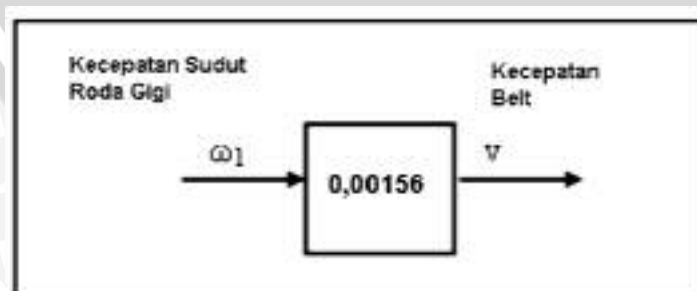 Kecepatan Sudut
Roda Gigi
Kecepatan
Belt
ω1
0,00156
v